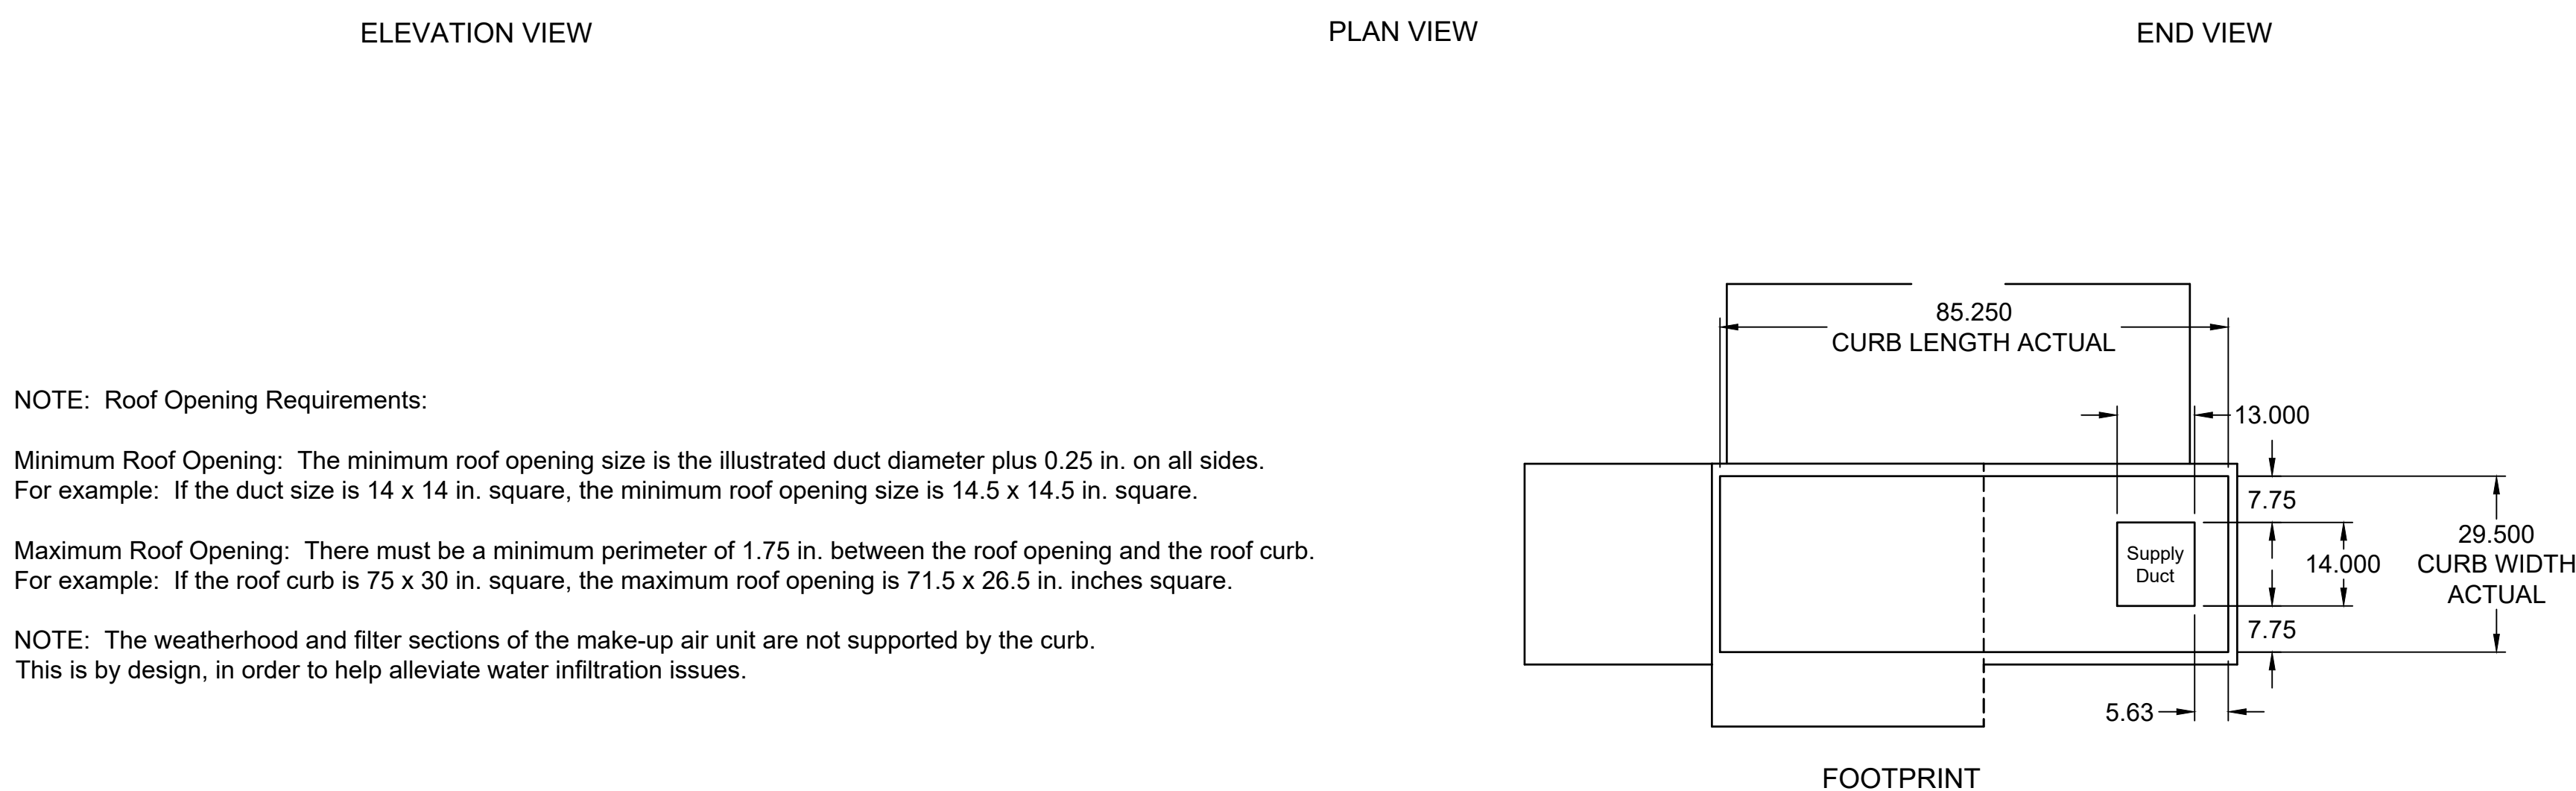 ELEVATION VIEW
PLAN VIEW
END VIEW
NOTE:  Roof Opening Requirements:
Minimum Roof Opening:  The minimum roof opening size is the illustrated duct diameter plus 0.25 in. on all sides.
For example:  If the duct size is 14 x 14 in. square, the minimum roof opening size is 14.5 x 14.5 in. square.
Maximum Roof Opening:  There must be a minimum perimeter of 1.75 in. between the roof opening and the roof curb.
For example:  If the roof curb is 75 x 30 in. square, the maximum roof opening is 71.5 x 26.5 in. inches square.
NOTE:  The weatherhood and filter sections of the make-up air unit are not supported by the curb.
This is by design, in order to help alleviate water infiltration issues.
85.250
CURB LENGTH ACTUAL
13.000
7.75
Supply
Duct
14.000
29.500
CURB WIDTH
ACTUAL
7.75
5.63
FOOTPRINT